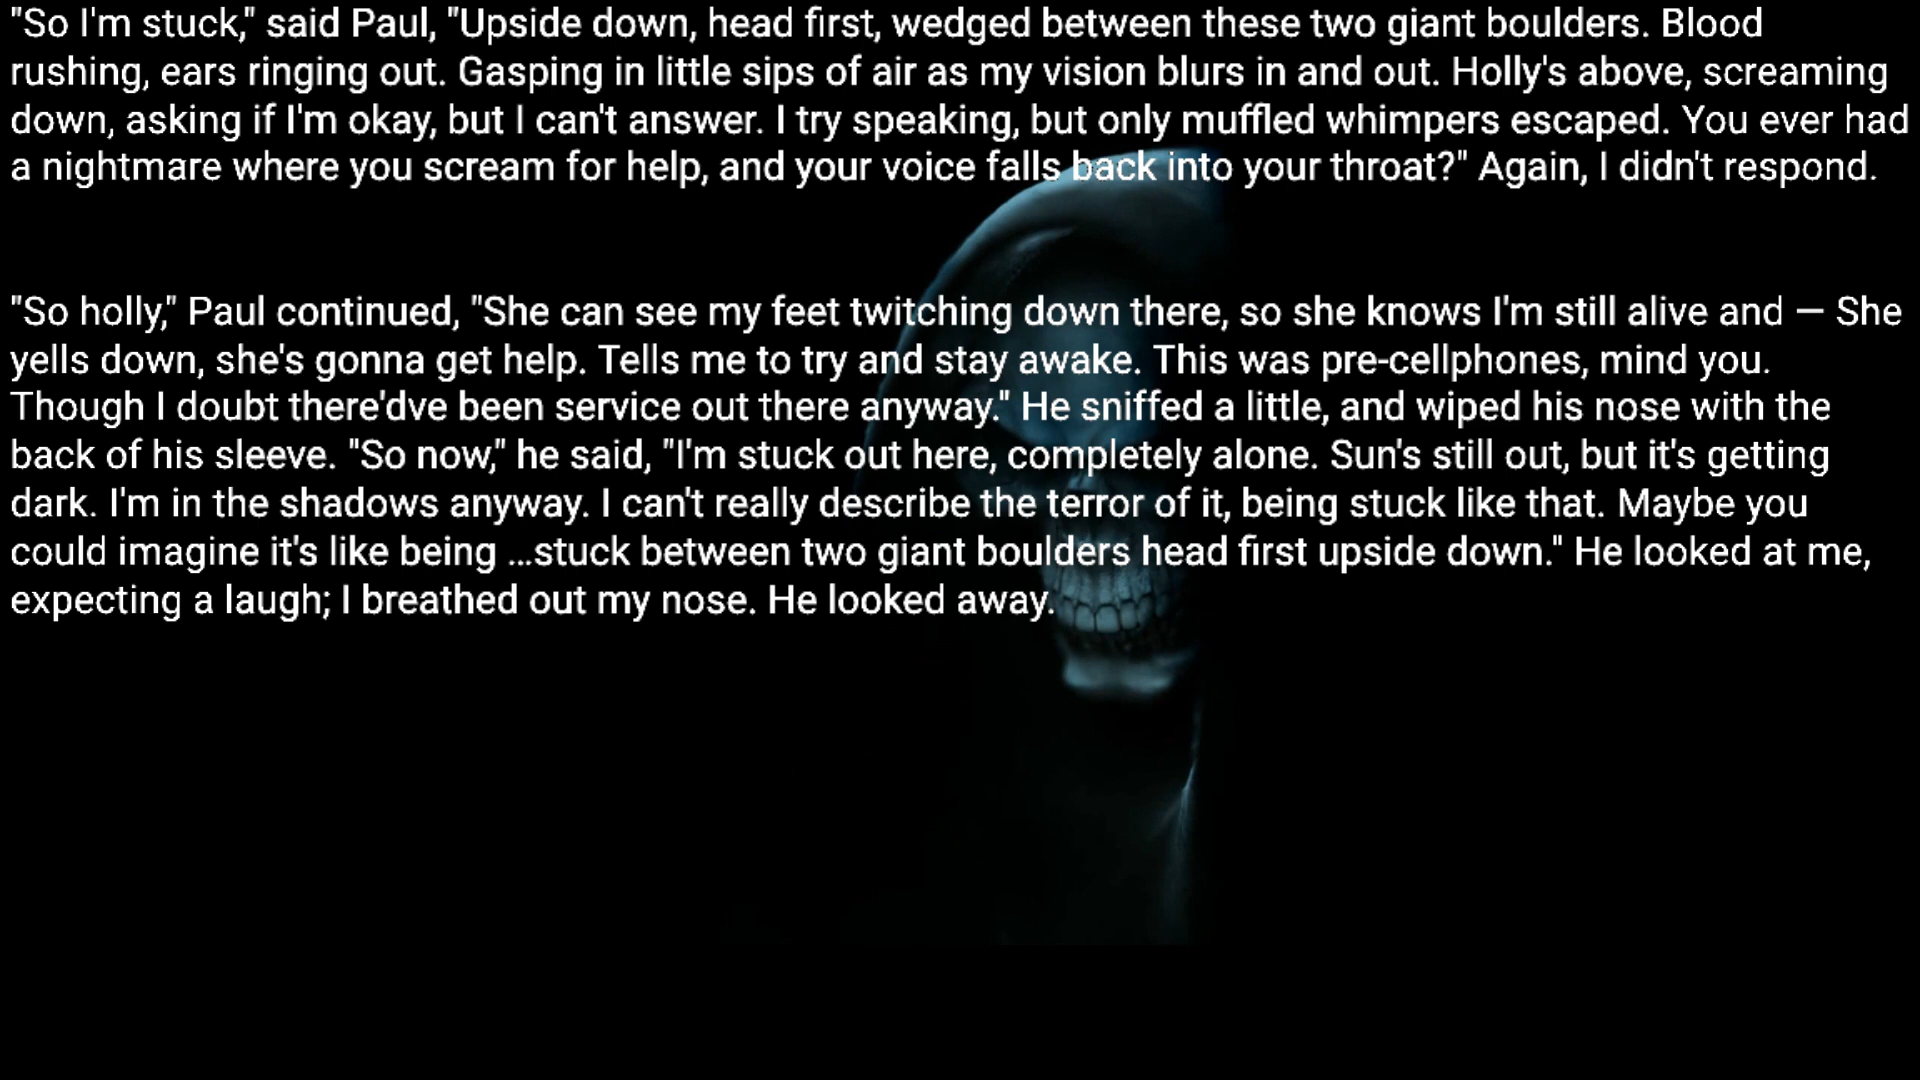 "So I'm stuck," said Paul, "Upside down, head first, wedged between these two giant boulders. Blood
rushing, ears ringing out. Gasping in little sips of air as my vision blurs in and out. Holly's above, screaming
down, asking if I'm okay, but I can't answer. I try speaking, but only muffled whimpers escaped. You ever had
a nightmare where you scream for help, and your voice falls back into your throat?" Again, I didn't respond.
"So holly," Paul continued, "She can see my feet twitching down there, so she knows I'm still alive and — She
yells down, she's gonna get help. Tells me to try and stay awake. This was pre-cellphones, mind you.
Though I doubt there'dve been service out there anyway." He sniffed a little, and wiped his nose with the
back of his sleeve. "So now," he said, "I'm stuck out here, completely alone. Sun's still out, but it's getting
dark. I'm in the shadows anyway. I can't really describe the terror of it, being stuck like that. Maybe you
could imagine it's like being ...stuck between two giant boulders head first upside down." He looked at me,
expecting a laugh; I breathed out my nose. He looked away.